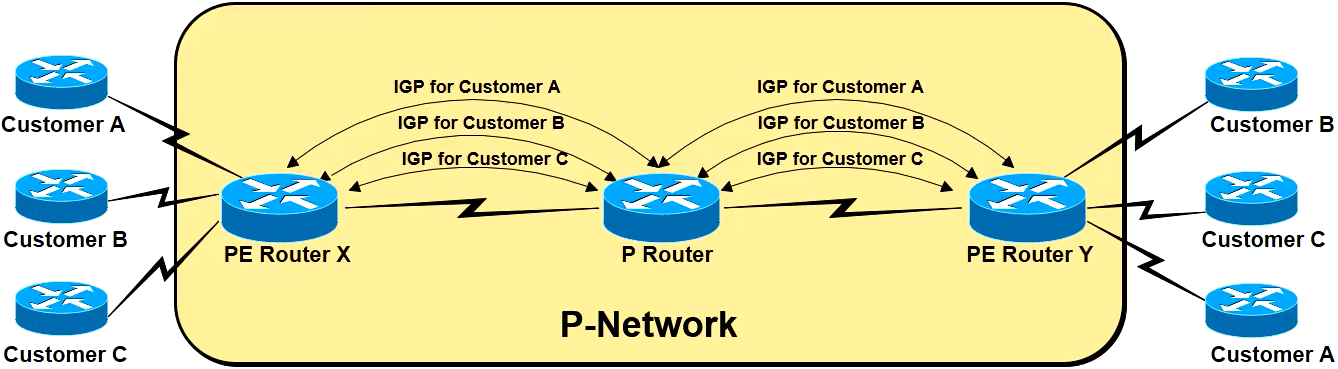 IGP for Customer A
IGP for Customer A
IGP for Customer B
IGP for Customer B
IGP for Customer C
IGP for Customer C
Customer A
Customer B
Customer B
Customer C
PE Router X
P Router
PE Router Y
P-Network
Customer C
Customer A